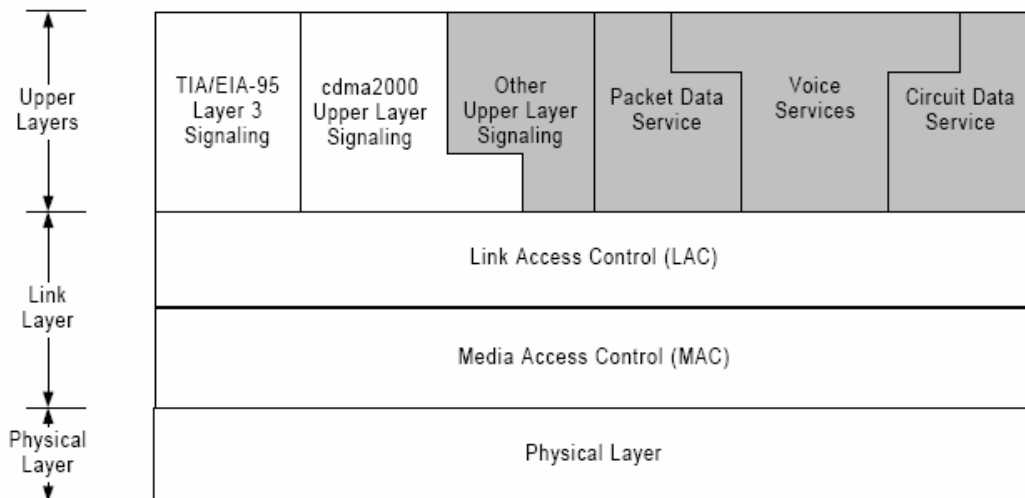 Upper
Layers
TIA/EIA-95
Layer 3
Signaling
cdma2000
Upper Layer
Signaling
Other
Upper Layer
Signaling
Packet Data
Service
Voice
Services
Circuit Data
Service
Link
Layer
Link Access Control (LAC)
Media Access Control (MAC)
Physical
Layer
Physical Layer